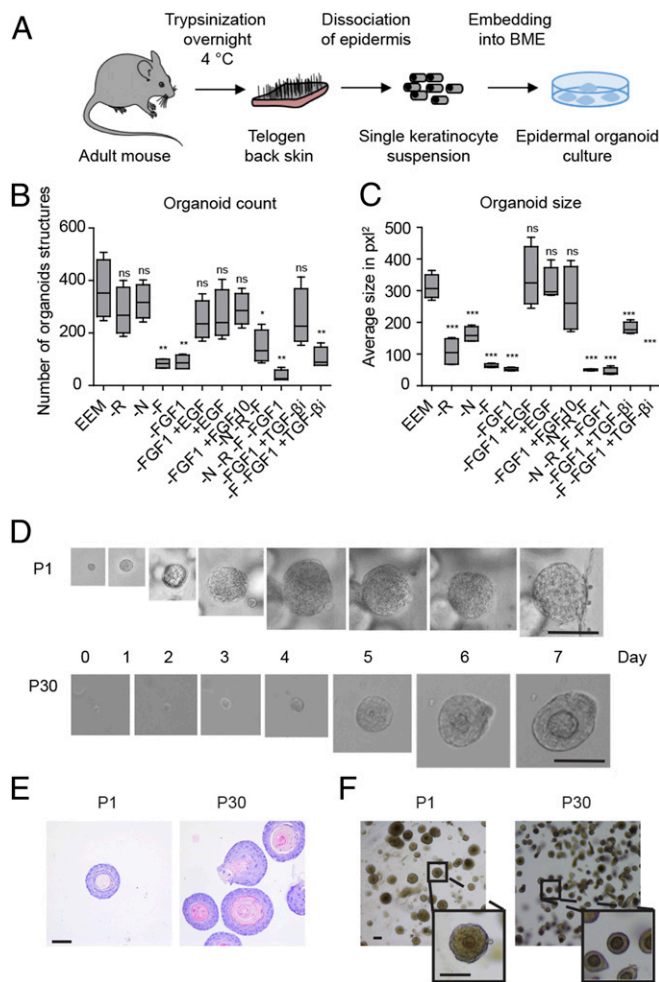 A
Trypsinization
overnight
4 °C
Dissociation
of epidermis
Embedding
into BME
Adult mouse
Telogen
back skin
Single keratinocyte
suspension
Epidermal organoid
culture
B
Organoid count
Number of organoids structures
600
400
200
0
ns
ns
**
**
ns
ns
ns
*
**
ns
**
EEM
-R
-N
-F
-FGF1
-FGF1 +EGF
+EGF
-FGF1 +FGF10
-N -R -F
-N -R -F -FGF1
-FGF1 +TGF-βi
-F -FGF1 +TGF-βi
C
Organoid size
Average size in pxl²
500
400
300
200
100
0
***
***
***
***
ns
ns
ns
***
***
***
***
EEM
-R
-N
-F
-FGF1
-FGF1 +EGF
+EGF
-FGF1 +FGF10
-N -R -F
-N -R -F -FGF1
-FGF1 +TGF-βi
-F -FGF1 +TGF-βi
D
P1
0 1 2 3 4 5 6 7 Day
P30
E
P1 P30
F
P1 P30